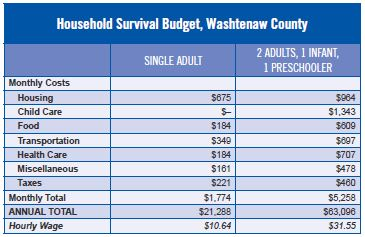 Household Survival Budget, Washtenaw County
SINGLE ADULT 2 ADULTS, 1 INFANT,
1 PRESCHOOLER
Monthly Costs
Housing $675 $964
Child Care $– $1,343
Food $184 $609
Transportation $349 $697
Health Care $184 $707
Miscellaneous $161 $478
Taxes $221 $460
Monthly Total $1,774 $5,258
ANNUAL TOTAL $21,288 $63,096
Hourly Wage $10.64 $31.55